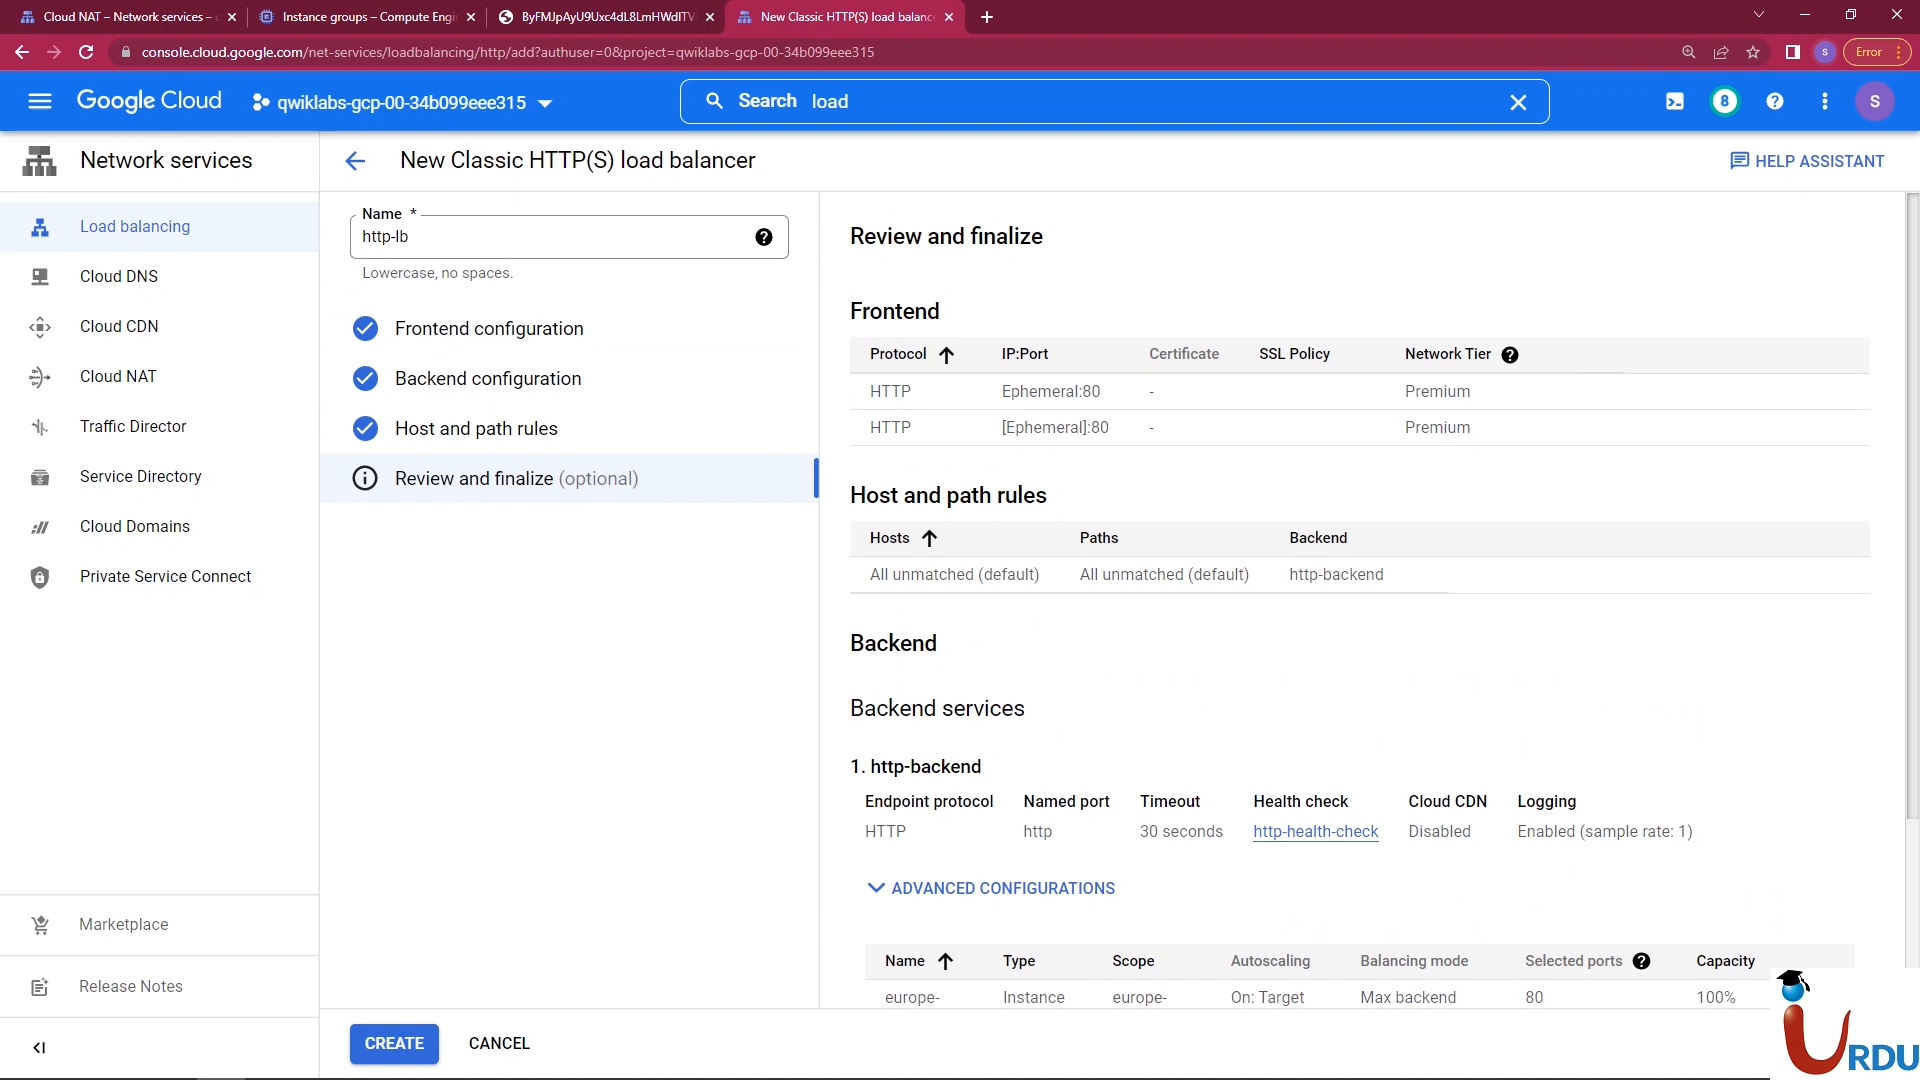 Cloud NAT – Network services –
Instance groups – Compute Engi
ByFMJpAyU9Uxc4dL8LmHWdITVI
New Classic HTTP(S) load balance
console.cloud.google.com/net-services/loadbalancing/http/add?authuser=0&project=qwiklabs-gcp-00-34b099eee315
S
Error
Google Cloud
qwiklabs-gcp-00-34b099eee315
Search load
8
S
Network services
New Classic HTTP(S) load balancer
HELP ASSISTANT
Load balancing
Cloud DNS
Cloud CDN
Cloud NAT
Traffic Director
Service Directory
Cloud Domains
Private Service Connect
Marketplace
Release Notes
Name *
http-lb
Lowercase, no spaces.
Frontend configuration
Backend configuration
Host and path rules
Review and finalize (optional)
CREATE
CANCEL
Review and finalize
Frontend
Protocol IP:Port Certificate SSL Policy Network Tier
HTTP Ephemeral:80 - Premium
HTTP [Ephemeral]:80 - Premium
Host and path rules
Hosts Paths Backend
All unmatched (default) All unmatched (default) http-backend
Backend
Backend services
1. http-backend
Endpoint protocol Named port Timeout Health check Cloud CDN Logging
HTTP http 30 seconds http-health-check Disabled Enabled (sample rate: 1)
ADVANCED CONFIGURATIONS
Name Type Scope Autoscaling Balancing mode Selected ports Capacity
europe- Instance europe- On: Target Max backend 80 100%
iURDU